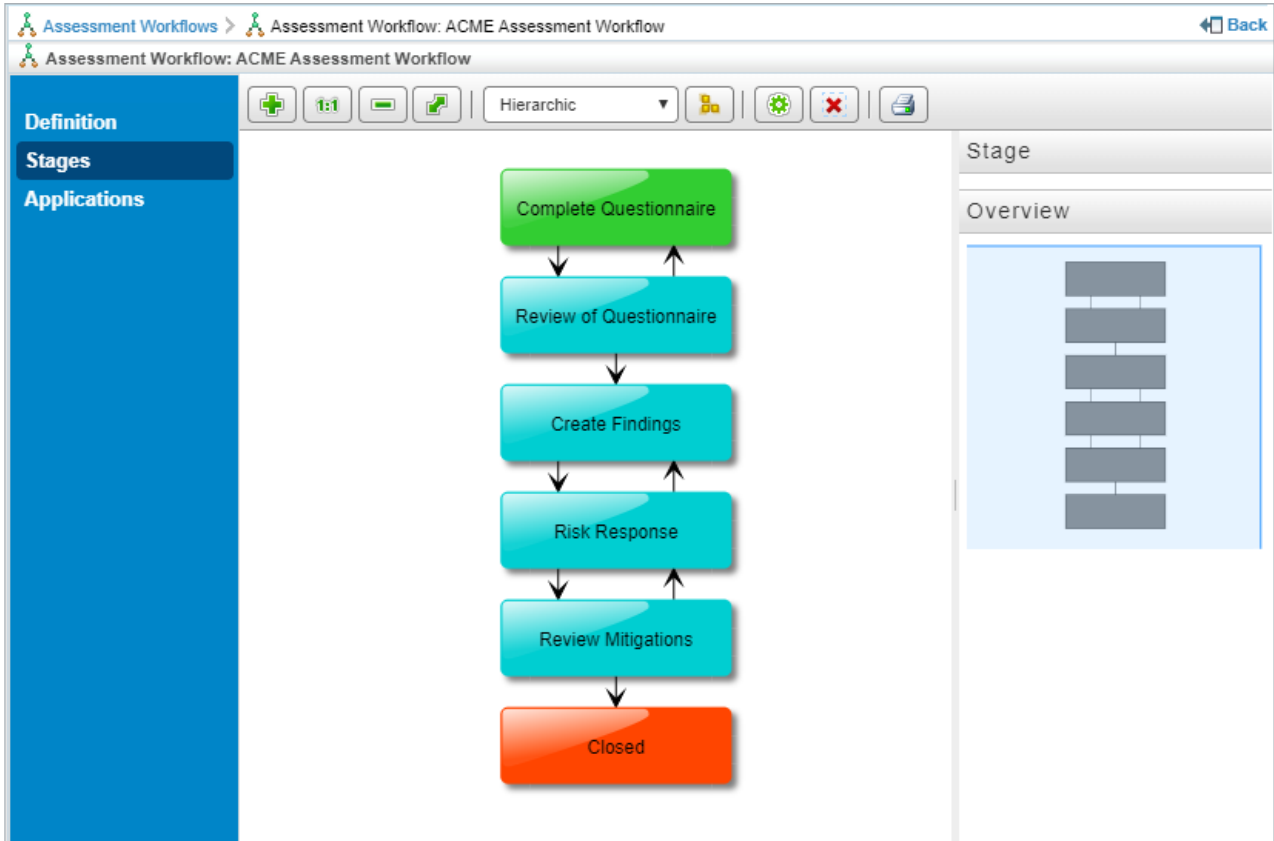 Assessment Workflows > Assessment Workflow: ACME Assessment Workflow Back
Assessment Workflow: ACME Assessment Workflow
Definition
Stages
Applications
1:1 Hierarchic
Complete Questionnaire
Review of Questionnaire
Create Findings
Risk Response
Review Mitigations
Closed
Stage
Overview